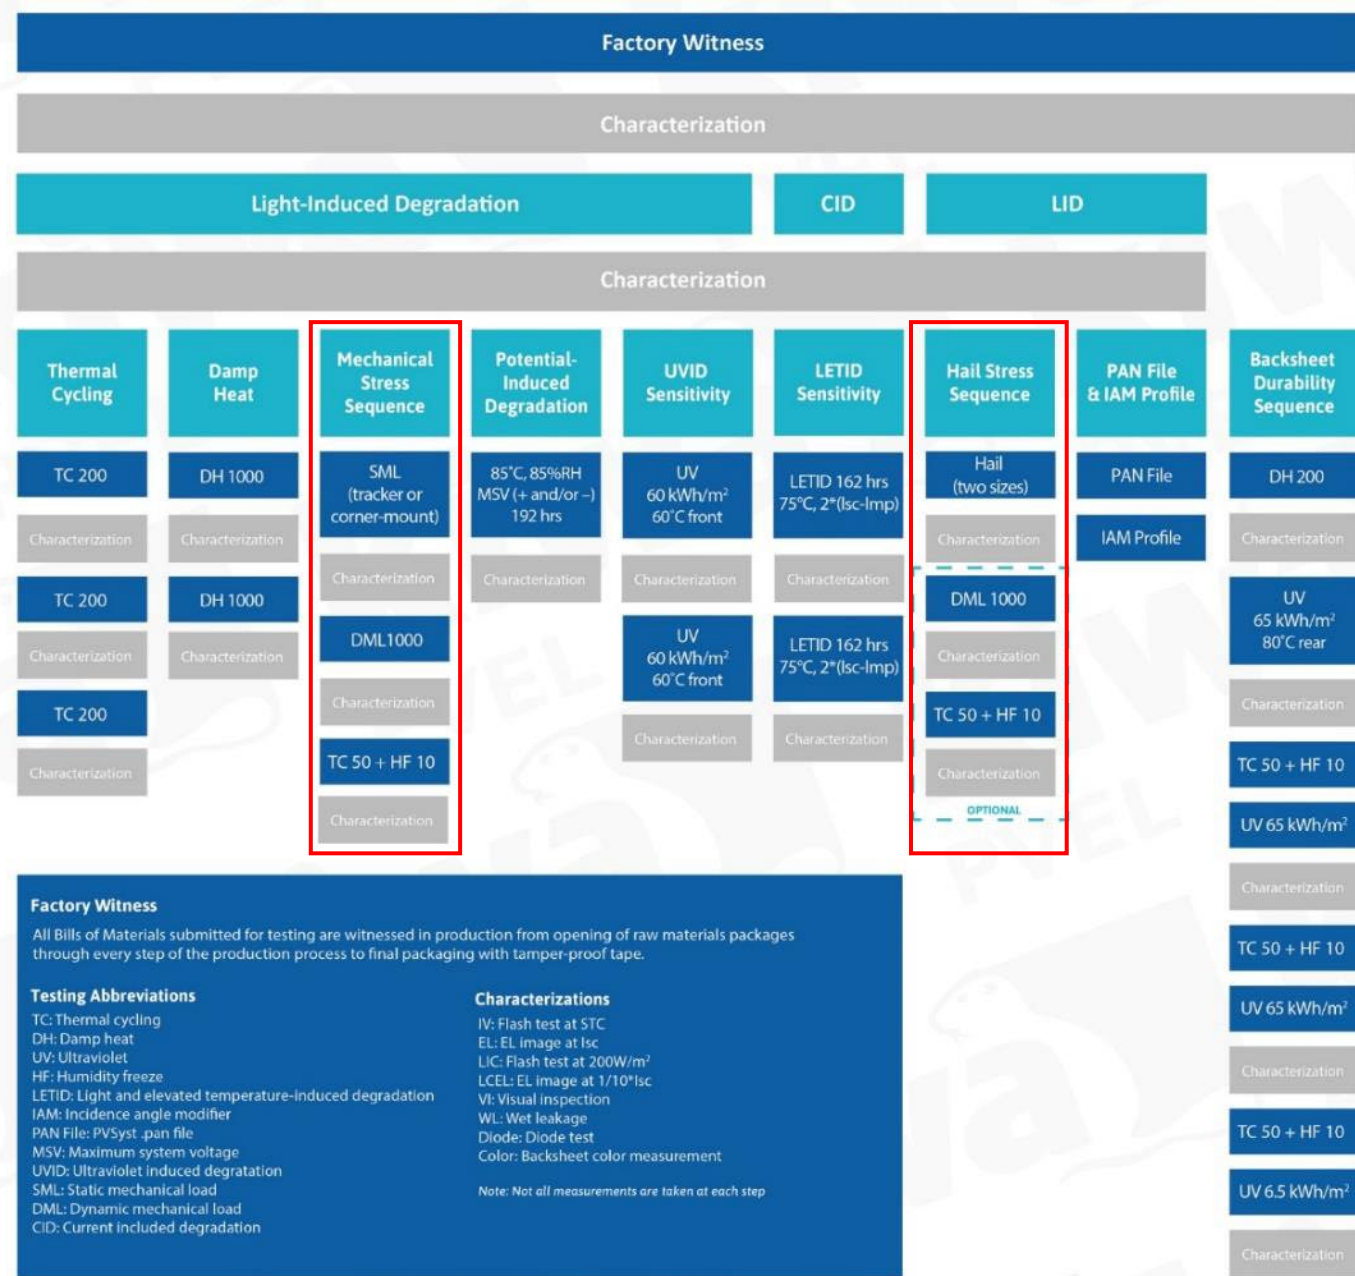 Factory Witness
Characterization
Light-Induced Degradation
CID
LID
Characterization
Thermal
Cycling
TC 200
Characterization
TC 200
Characterization
TC 200
Characterization
Damp
Heat
DH 1000
Characterization
DH 1000
Characterization
Mechanical
Stress
Sequence
SML
(tracker or
corner-mount)
Characterization
DML1000
Characterization
TC 50 + HF 10
Characterization
Potential-
Induced
Degradation
85°C, 85%RH
MSV (+ and/or –)
192 hrs
Characterization
UVID
Sensitivity
UV
60 kWh/m²
60°C front
Characterization
UV
60 kWh/m²
60°C front
Characterization
LETID
Sensitivity
LETID 162 hrs
75°C, 2*(Isc-Imp)
Characterization
LETID 162 hrs
75°C, 2*(Isc-Imp)
Characterization
Hail Stress
Sequence
Hail
(two sizes)
Characterization
DML 1000
Characterization
TC 50 + HF 10
Characterization
OPTIONAL
PAN File
& IAM Profile
PAN File
IAM Profile
Backsheet
Durability
Sequence
DH 200
Characterization
UV
65 kWh/m²
80°C rear
Characterization
TC 50 + HF 10
UV 65 kWh/m²
Characterization
TC 50 + HF 10
UV 65 kWh/m²
Characterization
TC 50 + HF 10
UV 6.5 kWh/m²
Characterization
Factory Witness
All Bills of Materials submitted for testing are witnessed in production from opening of raw materials packages
through every step of the production process to final packaging with tamper-proof tape.
Testing Abbreviations
TC: Thermal cycling
DH: Damp heat
UV: Ultraviolet
HF: Humidity freeze
LETID: Light and elevated temperature-induced degradation
IAM: Incidence angle modifier
PAN File: PVSyst .pan file
MSV: Maximum system voltage
UVID: Ultraviolet induced degratation
SML: Static mechanical load
DML: Dynamic mechanical load
CID: Current included degradation
Characterizations
IV: Flash test at STC
EL: EL image at Isc
LIC: Flash test at 200W/m²
LCEL: EL image at 1/10*Isc
VI: Visual inspection
WL: Wet leakage
Diode: Diode test
Color: Backsheet color measurement
Note: Not all measurements are taken at each step
PVEL